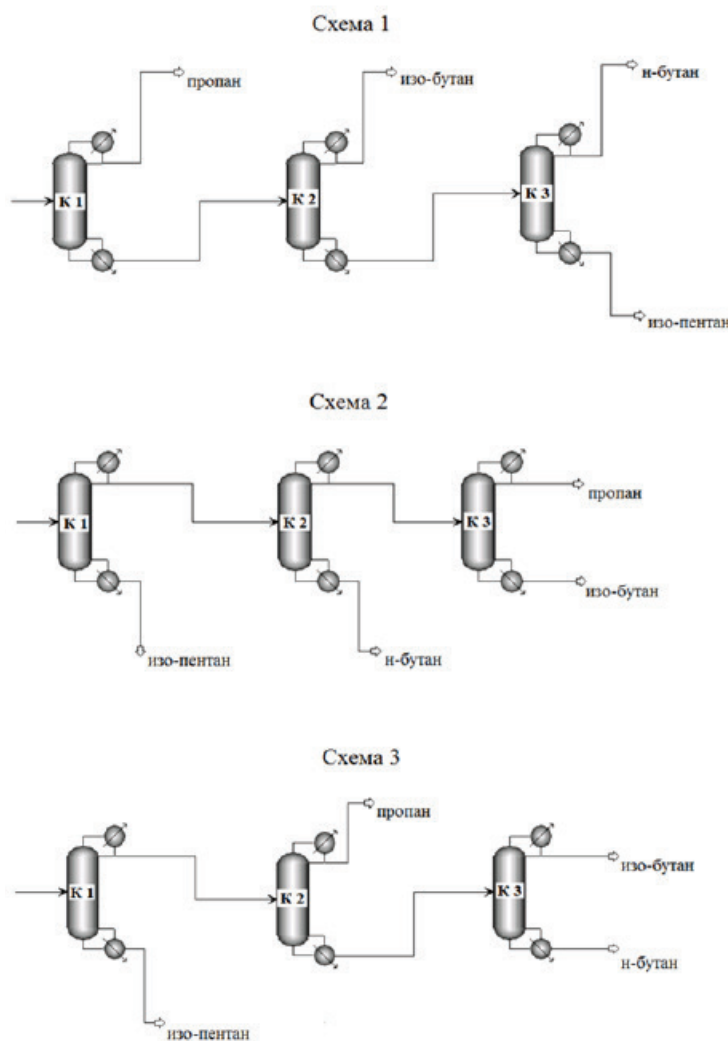 Схема 1
пропан
изо-бутан
н-бутан
К 1
К 2
К 3
изо-пентан
Схема 2
пропан
К 1
К 2
К 3
изо-бутан
изо-пентан
н-бутан
Схема 3
пропан
изо-бутан
К 1
К 2
К 3
н-бутан
изо-пентан